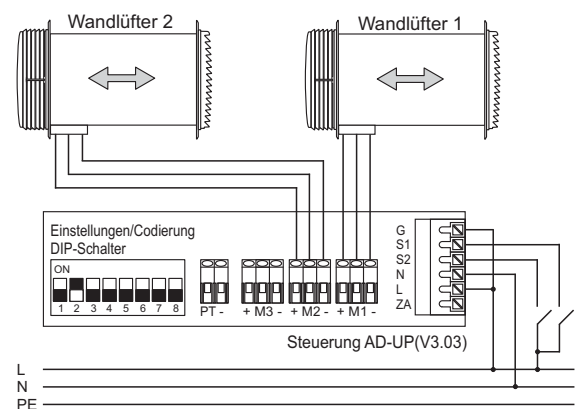 Wandlüfter 2
Wandlüfter 1
Einstellungen/Codierung
DIP-Schalter
ON
1 2 3 4 5 6 7 8
PT - + M3 - + M2 - + M1 -
G
S1
S2
N
L
ZA
Steuerung AD-UP(V3.03)
L
N
PE